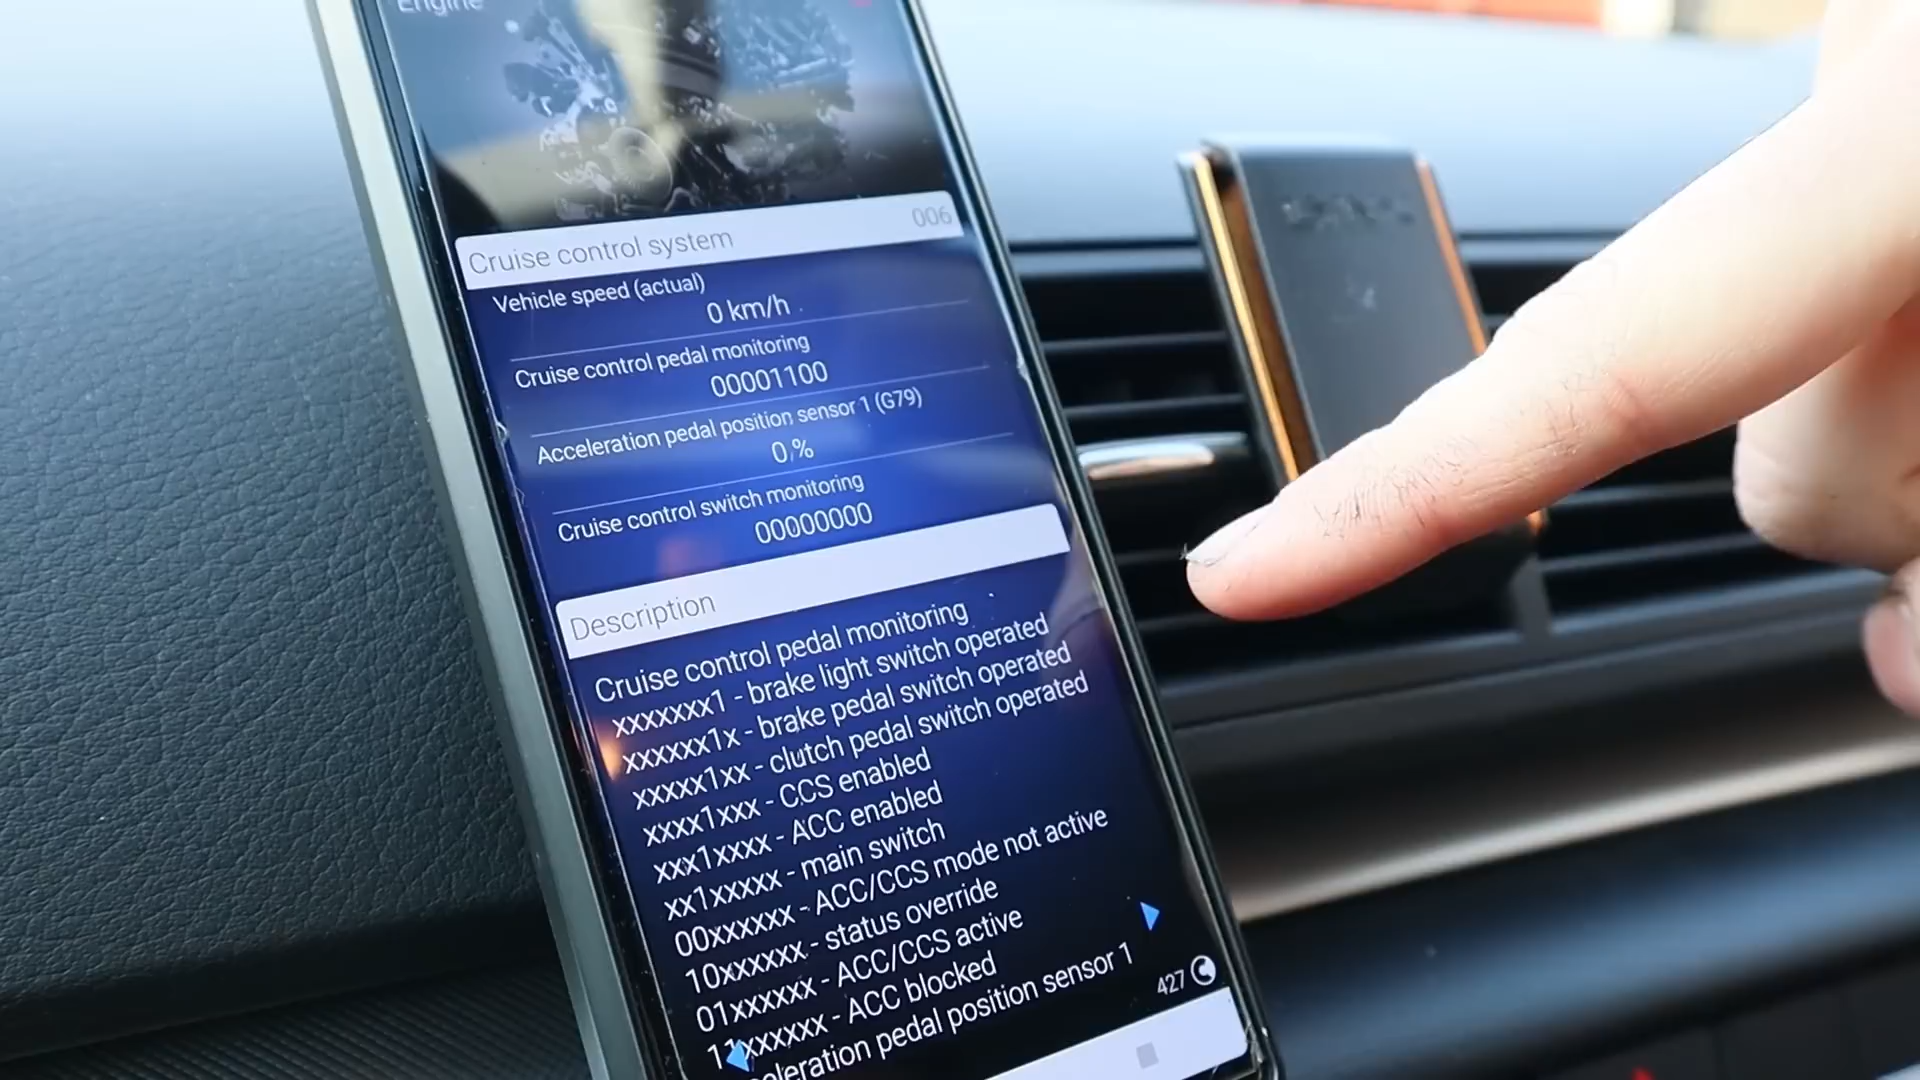 Engine
Cruise control system
006
Vehicle speed (actual)
0 km/h
Cruise control pedal monitoring
00001100
Acceleration pedal position sensor 1 (G79)
0 %
Cruise control switch monitoring
00000000
Description
Cruise control pedal monitoring
xxxxxxx1 - brake light switch operated
xxxxxx1x - brake pedal switch operated
xxxxx1xx - clutch pedal switch operated
xxxx1xxx - CCS enabled
xxx1xxxx - ACC enabled
xx1xxxxx - main switch
00xxxxxx - ACC/CCS mode not active
10xxxxxx - status override
01xxxxxx - ACC/CCS active
11xxxxxx - ACC blocked
pedal position sensor 1
427